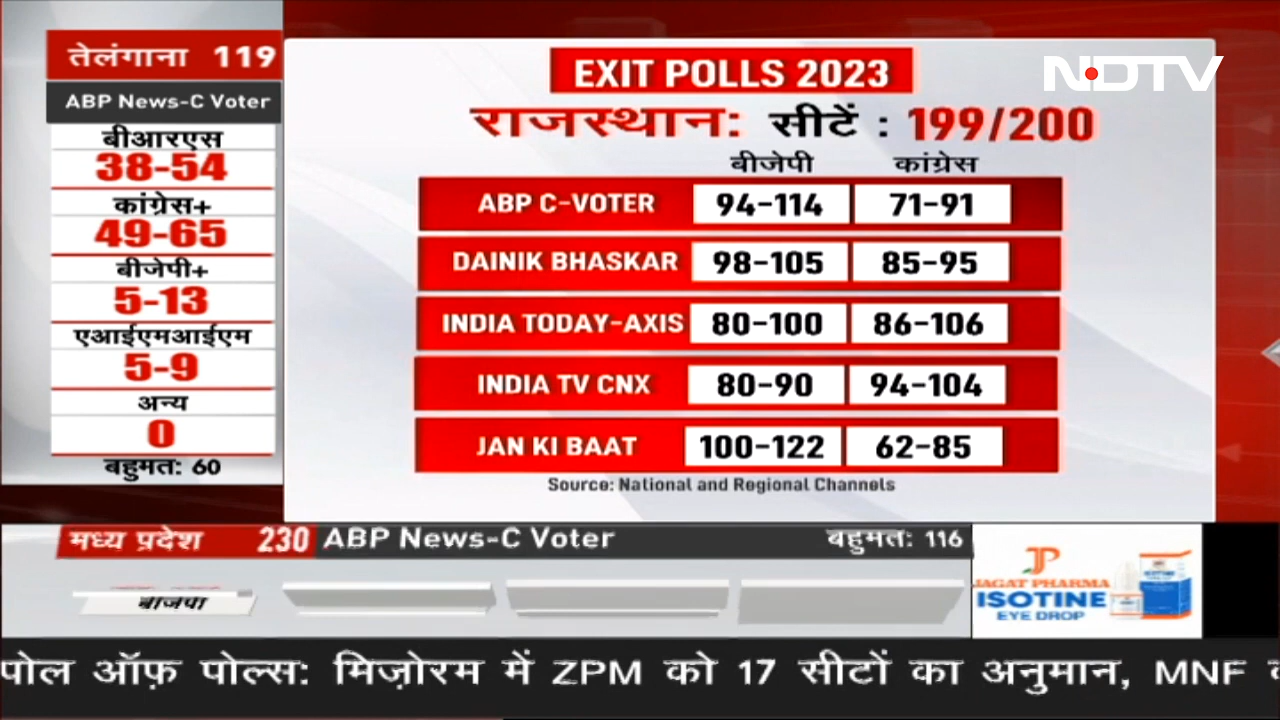 तेलंगाना 119
ABP News-C Voter
बीआरएस
38-54
कांग्रेस+
49-65
बीजेपी+
5-13
एआईएमआईएम
5-9
अन्य
0
बहुमत: 60
EXIT POLLS 2023
NDTV
राजस्थान: सीटें : 199/200
बीजेपी कांग्रेस
ABP C-VOTER 94-114 71-91
DAINIK BHASKAR 98-105 85-95
INDIA TODAY-AXIS 80-100 86-106
INDIA TV CNX 80-90 94-104
JAN KI BAAT 100-122 62-85
Source: National and Regional Channels
मध्य प्रदेश 230 ABP News-C Voter बहुमत: 116
JAGAT PHARMA
ISOTINE
EYE DROP
पोल ऑफ़ पोल्स: मिज़ोरम में ZPM को 17 सीटों का अनुमान, MNF